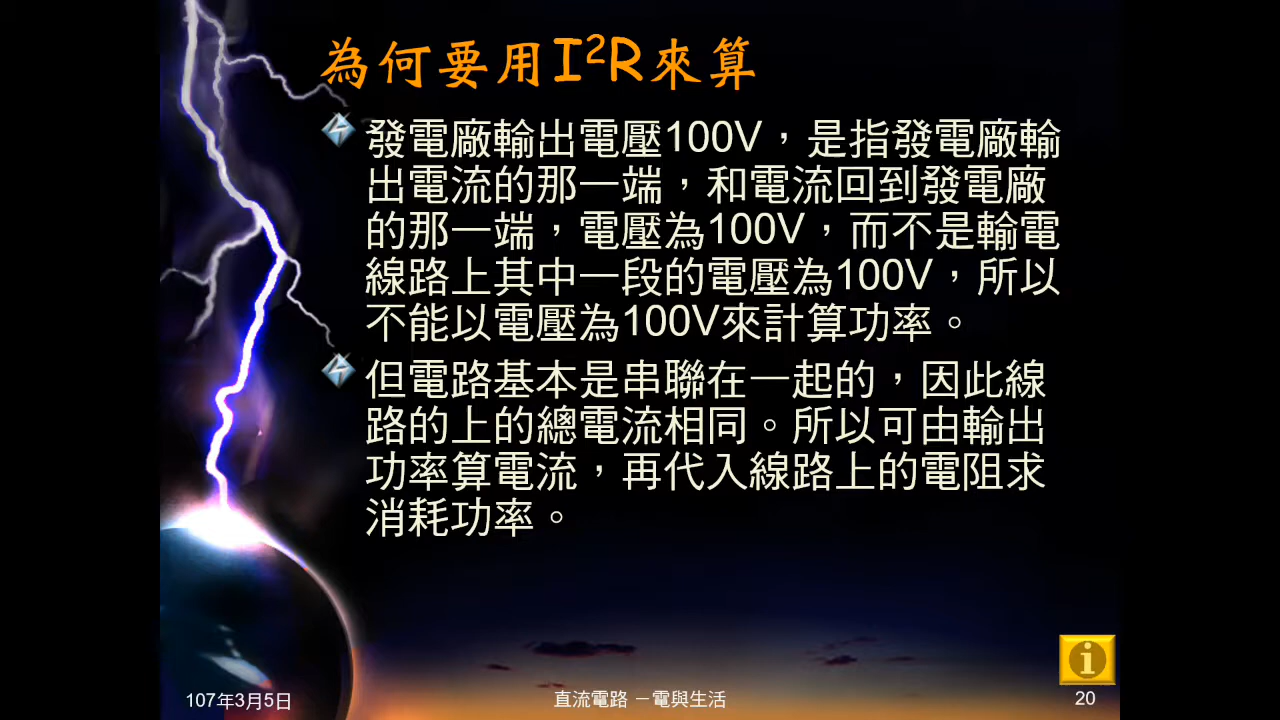 為何要用I²R來算
發電廠輸出電壓100V，是指發電廠輸
出電流的那一端，和電流回到發電廠
的那一端，電壓為100V，而不是輸電
線路上其中一段的電壓為100V，所以
不能以電壓為100V來計算功率。
但電路基本是串聯在一起的，因此線
路的上的總電流相同。所以可由輸出
功率算電流，再代入線路上的電阻求
消耗功率。
107年3月5日
直流電路 －電與生活
20